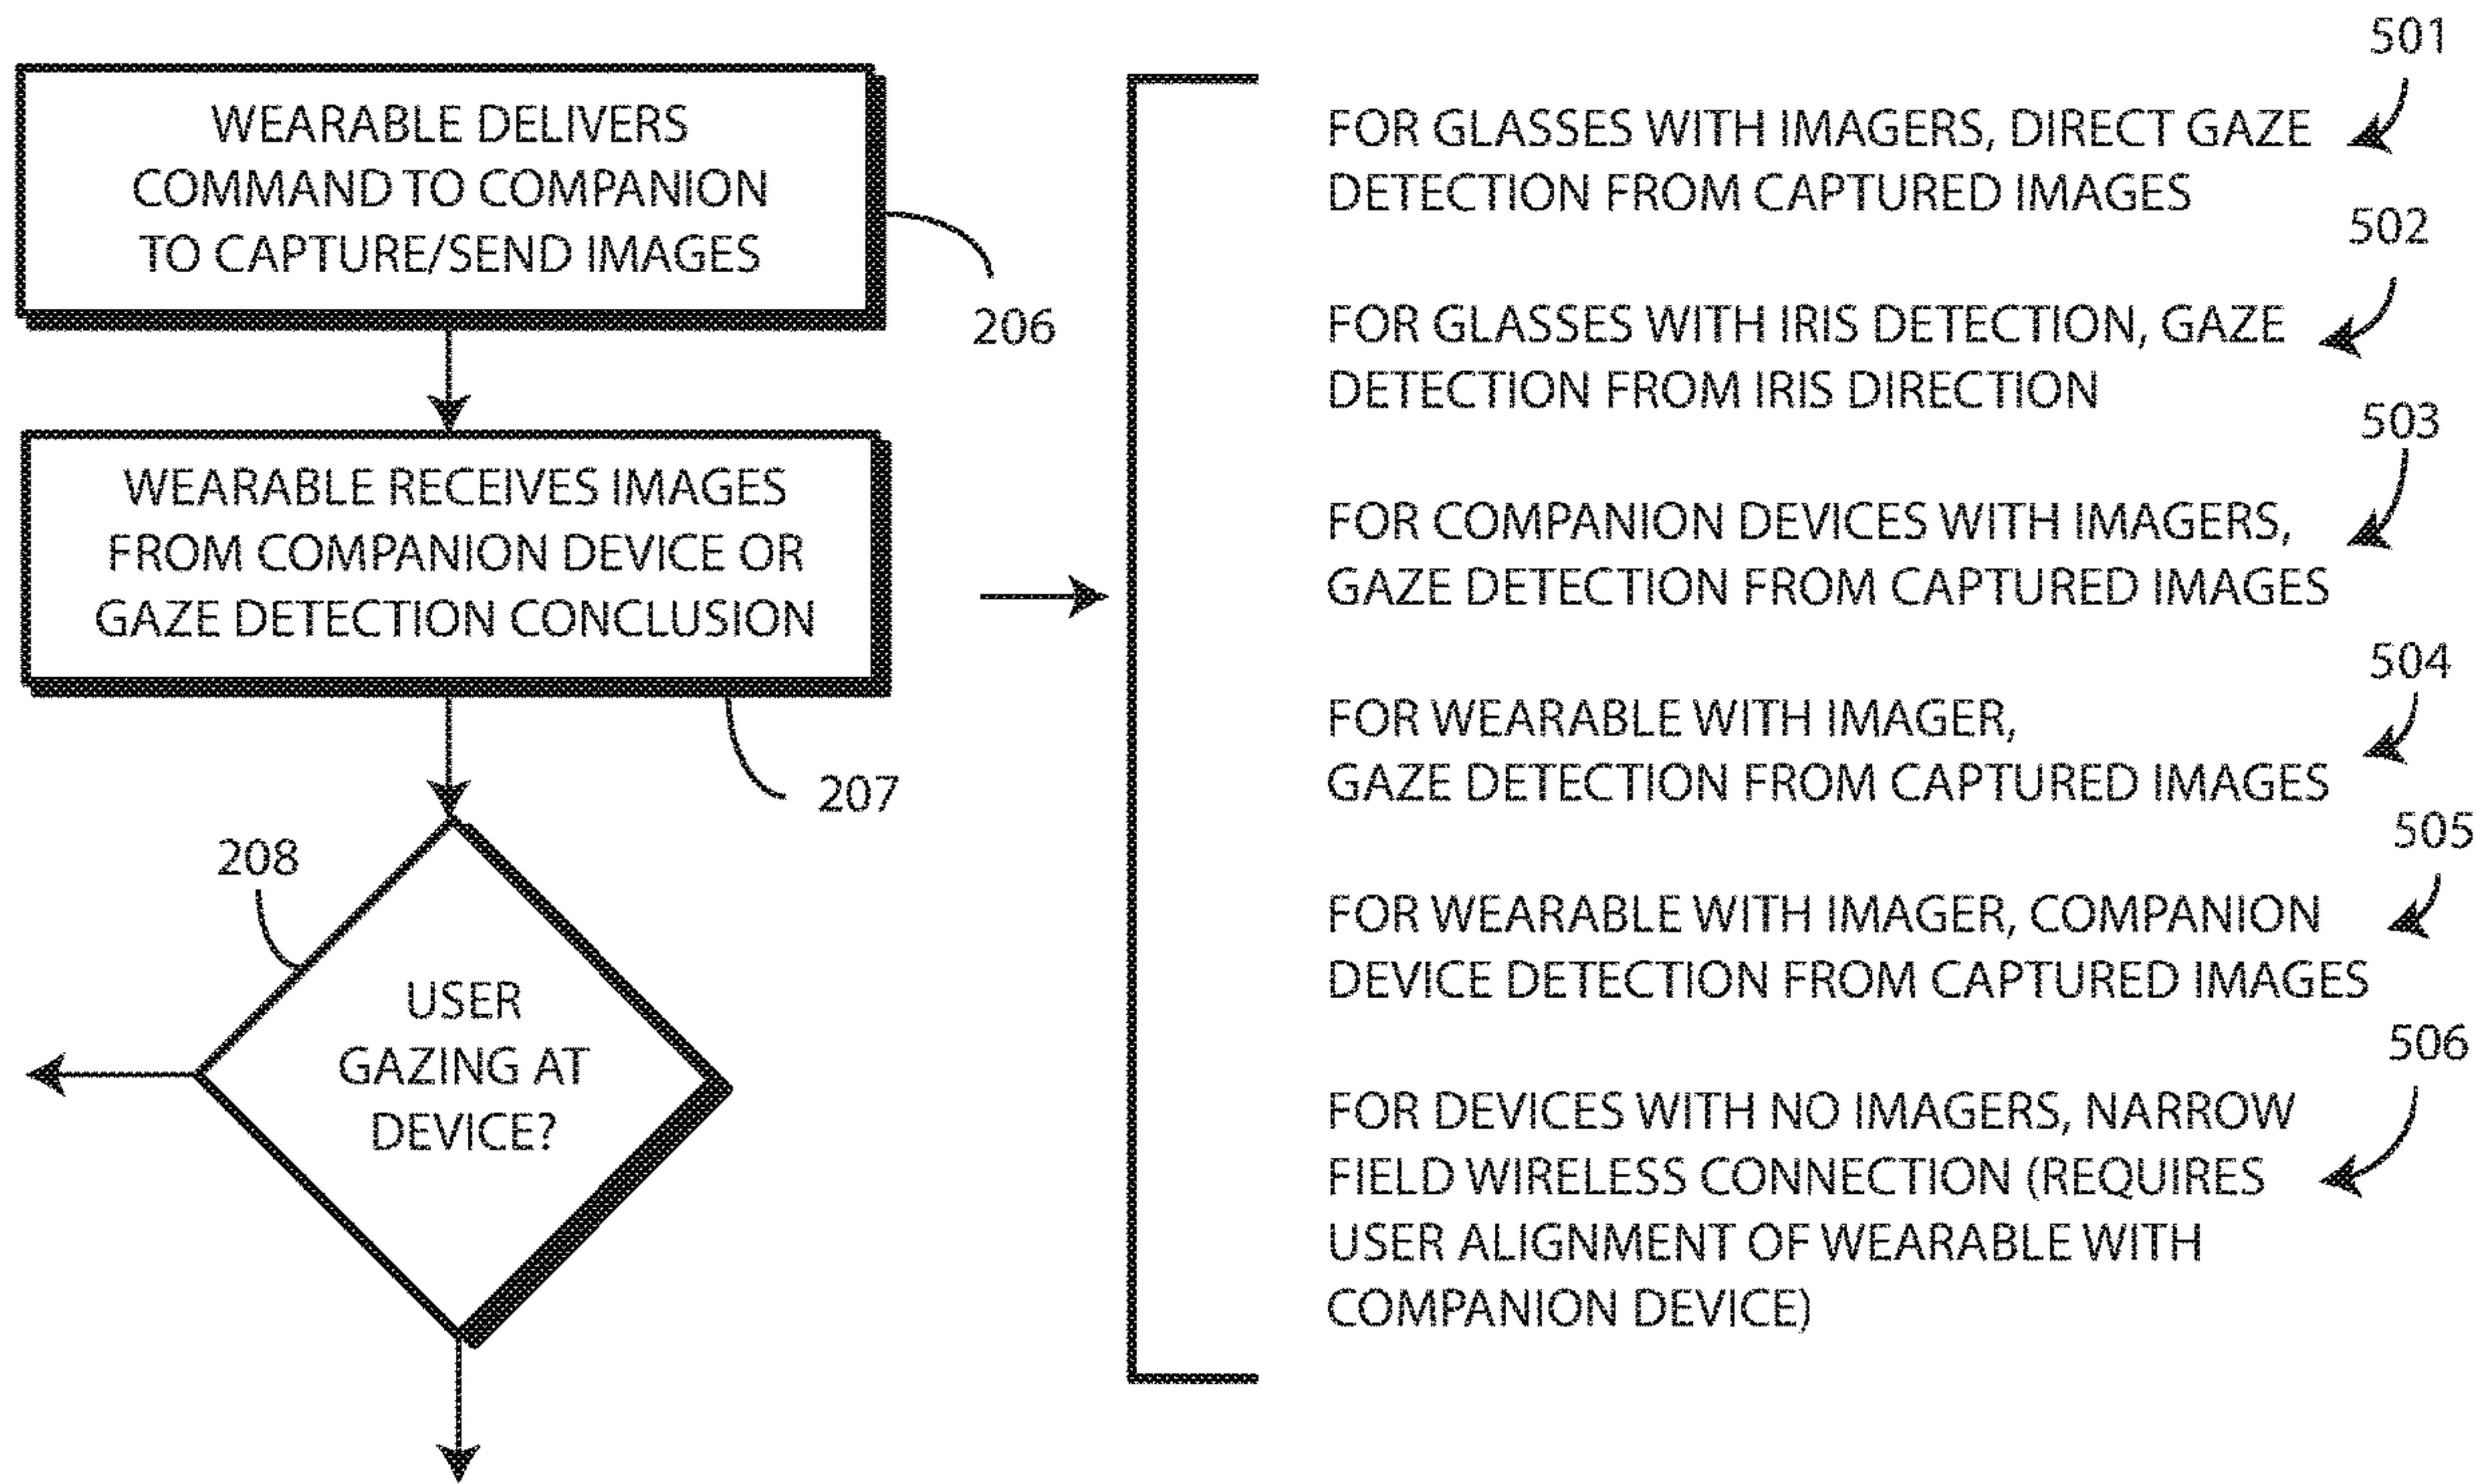 WEARABLE DELIVERS
COMMAND TO COMPANION
TO CAPTURE/SEND IMAGES
206
WEARABLE RECEIVES IMAGES
FROM COMPANION DEVICE OR
GAZE DETECTION CONCLUSION
207
208
USER
GAZING AT
DEVICE?
501
FOR GLASSES WITH IMAGERS, DIRECT GAZE
DETECTION FROM CAPTURED IMAGES
502
FOR GLASSES WITH IRIS DETECTION, GAZE
DETECTION FROM IRIS DIRECTION
503
FOR COMPANION DEVICES WITH IMAGERS,
GAZE DETECTION FROM CAPTURED IMAGES
504
FOR WEARABLE WITH IMAGER,
GAZE DETECTION FROM CAPTURED IMAGES
505
FOR WEARABLE WITH IMAGER, COMPANION
DEVICE DETECTION FROM CAPTURED IMAGES
506
FOR DEVICES WITH NO IMAGERS, NARROW
FIELD WIRELESS CONNECTION (REQUIRES
USER ALIGNMENT OF WEARABLE WITH
COMPANION DEVICE)